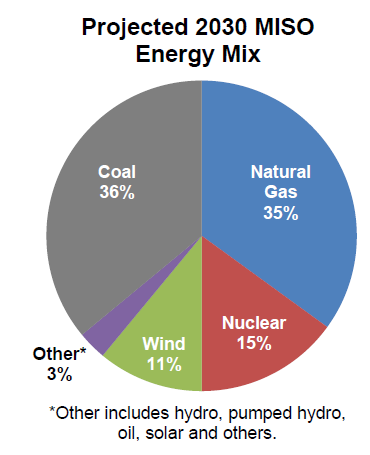 Projected 2030 MISO
Energy Mix
Coal
36%
Natural
Gas
35%
Nuclear
15%
Wind
11%
Other*
3%
*Other includes hydro, pumped hydro,
oil, solar and others.